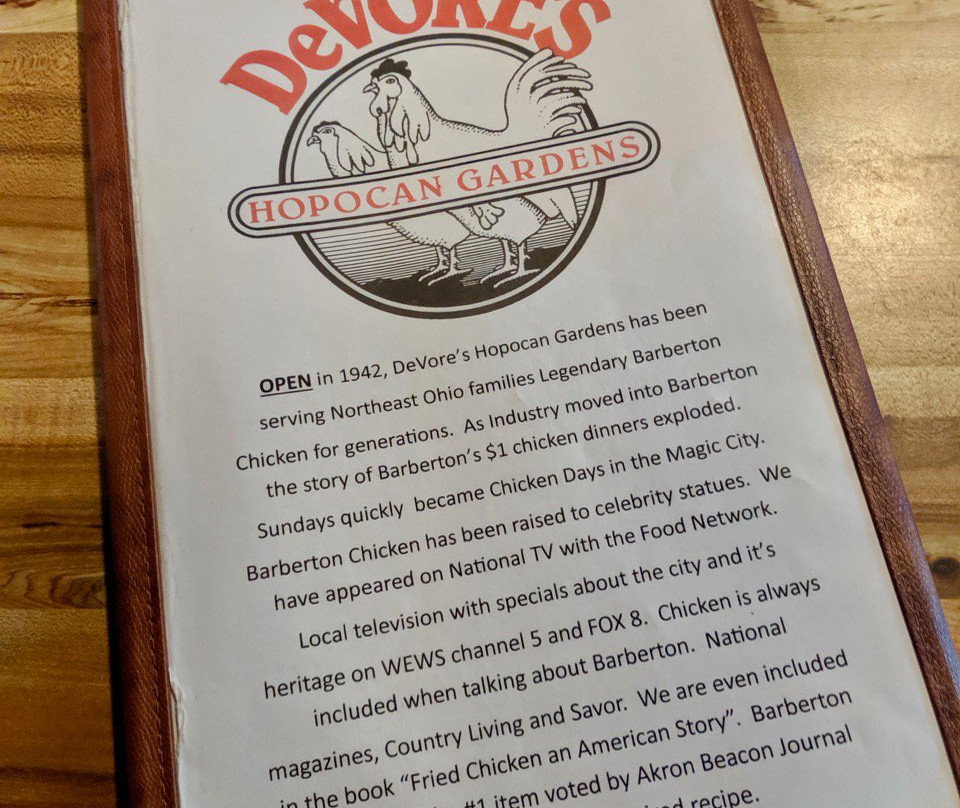 DeVORE'S
HOPOCAN GARDENS
OPEN in 1942, DeVore's Hopocan Gardens has been
serving Northeast Ohio families Legendary Barberton
Chicken for generations. As Industry moved into Barberton
the story of Barberton's $1 chicken dinners exploded.
Sundays quickly became Chicken Days in the Magic City.
Barberton Chicken has been raised to celebrity statues. We
have appeared on National TV with the Food Network.
Local television with specials about the city and it's
heritage on WEWS channel 5 and FOX 8. Chicken is always
included when talking about Barberton. National
magazines, Country Living and Savor. We are even included
in the book "Fried Chicken an American Story". Barberton
#1 item voted by Akron Beacon Journal
recipe.